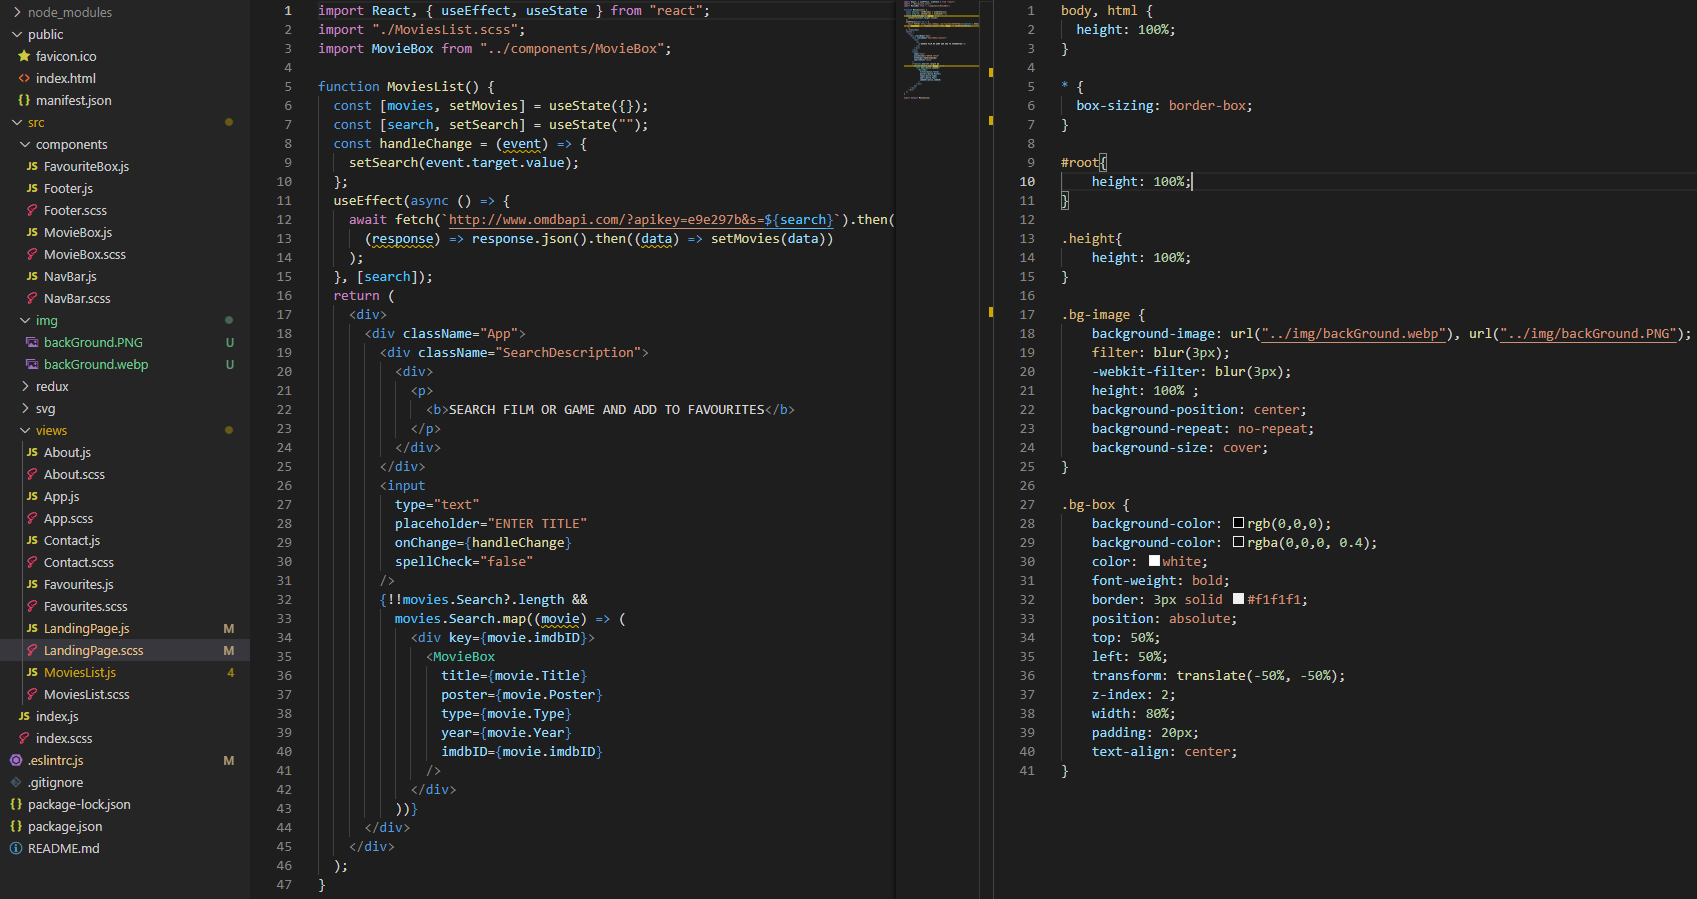 node_modules
public
favicon.ico
<> index.html
{} manifest.json
src
components
JS FavouriteBox.js
JS Footer.js
Footer.scss
JS MovieBox.js
MovieBox.scss
JS NavBar.js
NavBar.scss
img
backGround.PNG U
backGround.webp U
redux
svg
views
JS About.js
About.scss
JS App.js
App.scss
JS Contact.js
Contact.scss
JS Favourites.js
Favourites.scss
JS LandingPage.js M
LandingPage.scss M
JS MoviesList.js 4
MoviesList.scss
JS index.js
index.scss
.eslintrc.js M
.gitignore
{} package-lock.json
{} package.json
README.md
1 import React, { useEffect, useState } from "react";
2 import "./MoviesList.scss";
3 import MovieBox from "../components/MovieBox";
4
5 function MoviesList() {
6 const [movies, setMovies] = useState({});
7 const [search, setSearch] = useState("");
8 const handleChange = (event) => {
9 setSearch(event.target.value);
10 };
11 useEffect(async () => {
12 await fetch(`http://www.omdbapi.com/?apikey=e9e297b&s=${search}`).then(
13 (response) => response.json().then((data) => setMovies(data))
14 );
15 }, [search]);
16 return (
17 <div>
18 <div className="App">
19 <div className="SearchDescription">
20 <div>
21 <p>
22 <b>SEARCH FILM OR GAME AND ADD TO FAVOURITES</b>
23 </p>
24 </div>
25 </div>
26 <input
27 type="text"
28 placeholder="ENTER TITLE"
29 onChange={handleChange}
30 spellCheck="false"
31 />
32 {!!movies.Search?.length &&
33 movies.Search.map((movie) => (
34 <div key={movie.imdbID}>
35 <MovieBox
36 title={movie.Title}
37 poster={movie.Poster}
38 type={movie.Type}
39 year={movie.Year}
40 imdbID={movie.imdbID}
41 />
42 </div>
43 ))}
44 </div>
45 </div>
46 );
47 }
1 body, html {
2 height: 100%;
3 }
4
5 * {
6 box-sizing: border-box;
7 }
8
9 #root{
10 height: 100%;
11 }
12
13 .height{
14 height: 100%;
15 }
16
17 .bg-image {
18 background-image: url("../img/backGround.webp"), url("../img/backGround.PNG");
19 filter: blur(3px);
20 -webkit-filter: blur(3px);
21 height: 100% ;
22 background-position: center;
23 background-repeat: no-repeat;
24 background-size: cover;
25 }
26
27 .bg-box {
28 background-color: rgb(0,0,0);
29 background-color: rgba(0,0,0, 0.4);
30 color: white;
31 font-weight: bold;
32 border: 3px solid #f1f1f1;
33 position: absolute;
34 top: 50%;
35 left: 50%;
36 transform: translate(-50%, -50%);
37 z-index: 2;
38 width: 80%;
39 padding: 20px;
40 text-align: center;
41 }